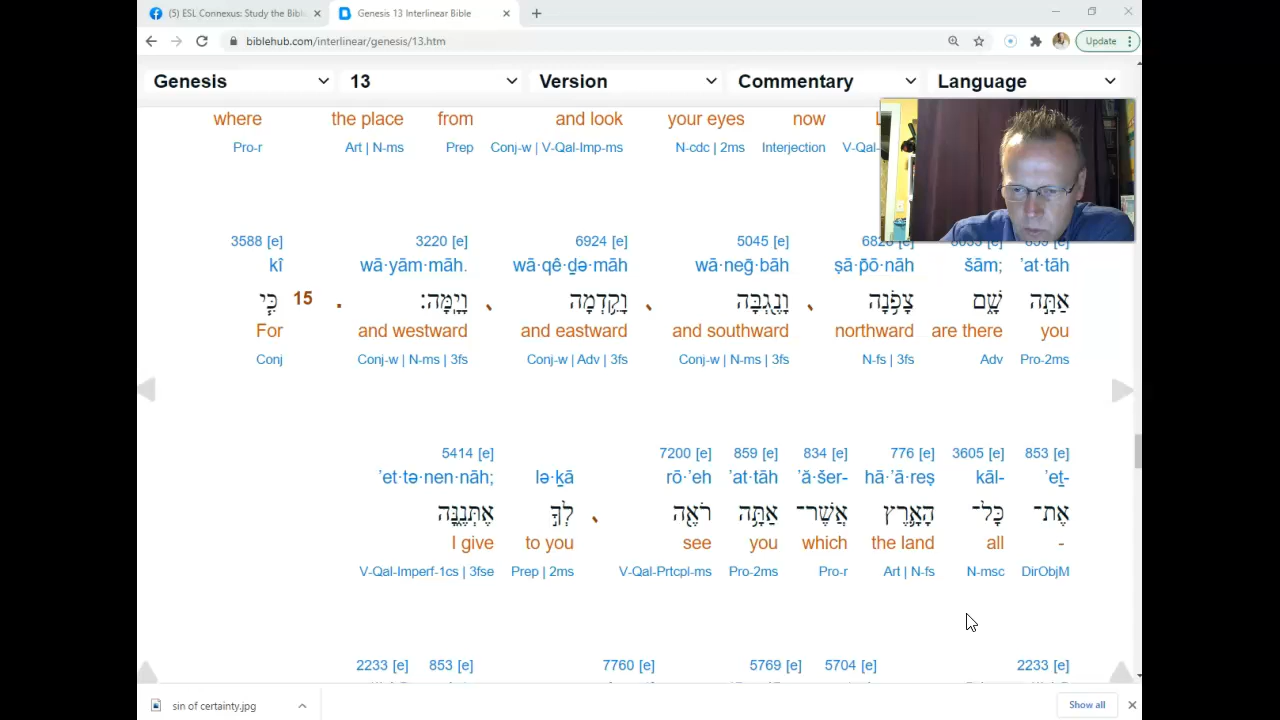 (5) ESL Connexus: Study the Bibl
Genesis 13 Interlinear Bible
biblehub.com/interlinear/genesis/13.htm
Update
Genesis 13 Version Commentary Language
where the place from and look your eyes now
Pro-r Art | N-ms Prep Conj-w | V-Qal-Imp-ms N-cdc | 2ms Interjection V-Qal-
3588 [e] 3220 [e] 6924 [e] 5045 [e]
kî wā·yām·māh. wā·qê·ḏə·māh wā·neḡ·bāh ṣā·p̄ō·nāh šām; ’at·tāh
אַתָּ֣ה שָׁ֑ם צָפֹ֥נָה ، וָנֶ֖גְבָּה ، וָקֵ֥דְמָה ، וָיָֽמָּה׃ . 15 כִּ֧י
For and westward and eastward and southward northward are there you
Conj Conj-w | N-ms | 3fs Conj-w | Adv | 3fs Conj-w | N-ms | 3fs N-fs | 3fs Adv Pro-2ms
5414 [e] 7200 [e] 859 [e] 834 [e] 776 [e] 3605 [e] 853 [e]
’et·tə·nen·nāh; lə·ḵā rō·’eh ’at·tāh ’ă·šer- hā·’ā·reṣ kāl- ’eṯ-
אֶת־ כָּל־ הָאָ֛רֶץ אֲשֶׁר־ אַתָּ֥ה רֹאֶ֖ה ، לְךָ֣ אֶתְּנֶ֑נָּה
I give to you see you which the land all -
V-Qal-Imperf-1cs | 3fse Prep | 2ms V-Qal-Prtcpl-ms Pro-2ms Pro-r Art | N-fs N-msc DirObjM
2233 [e] 853 [e] 7760 [e] 5769 [e] 5704 [e] 2233 [e]
sin of certainty.jpg
Show all